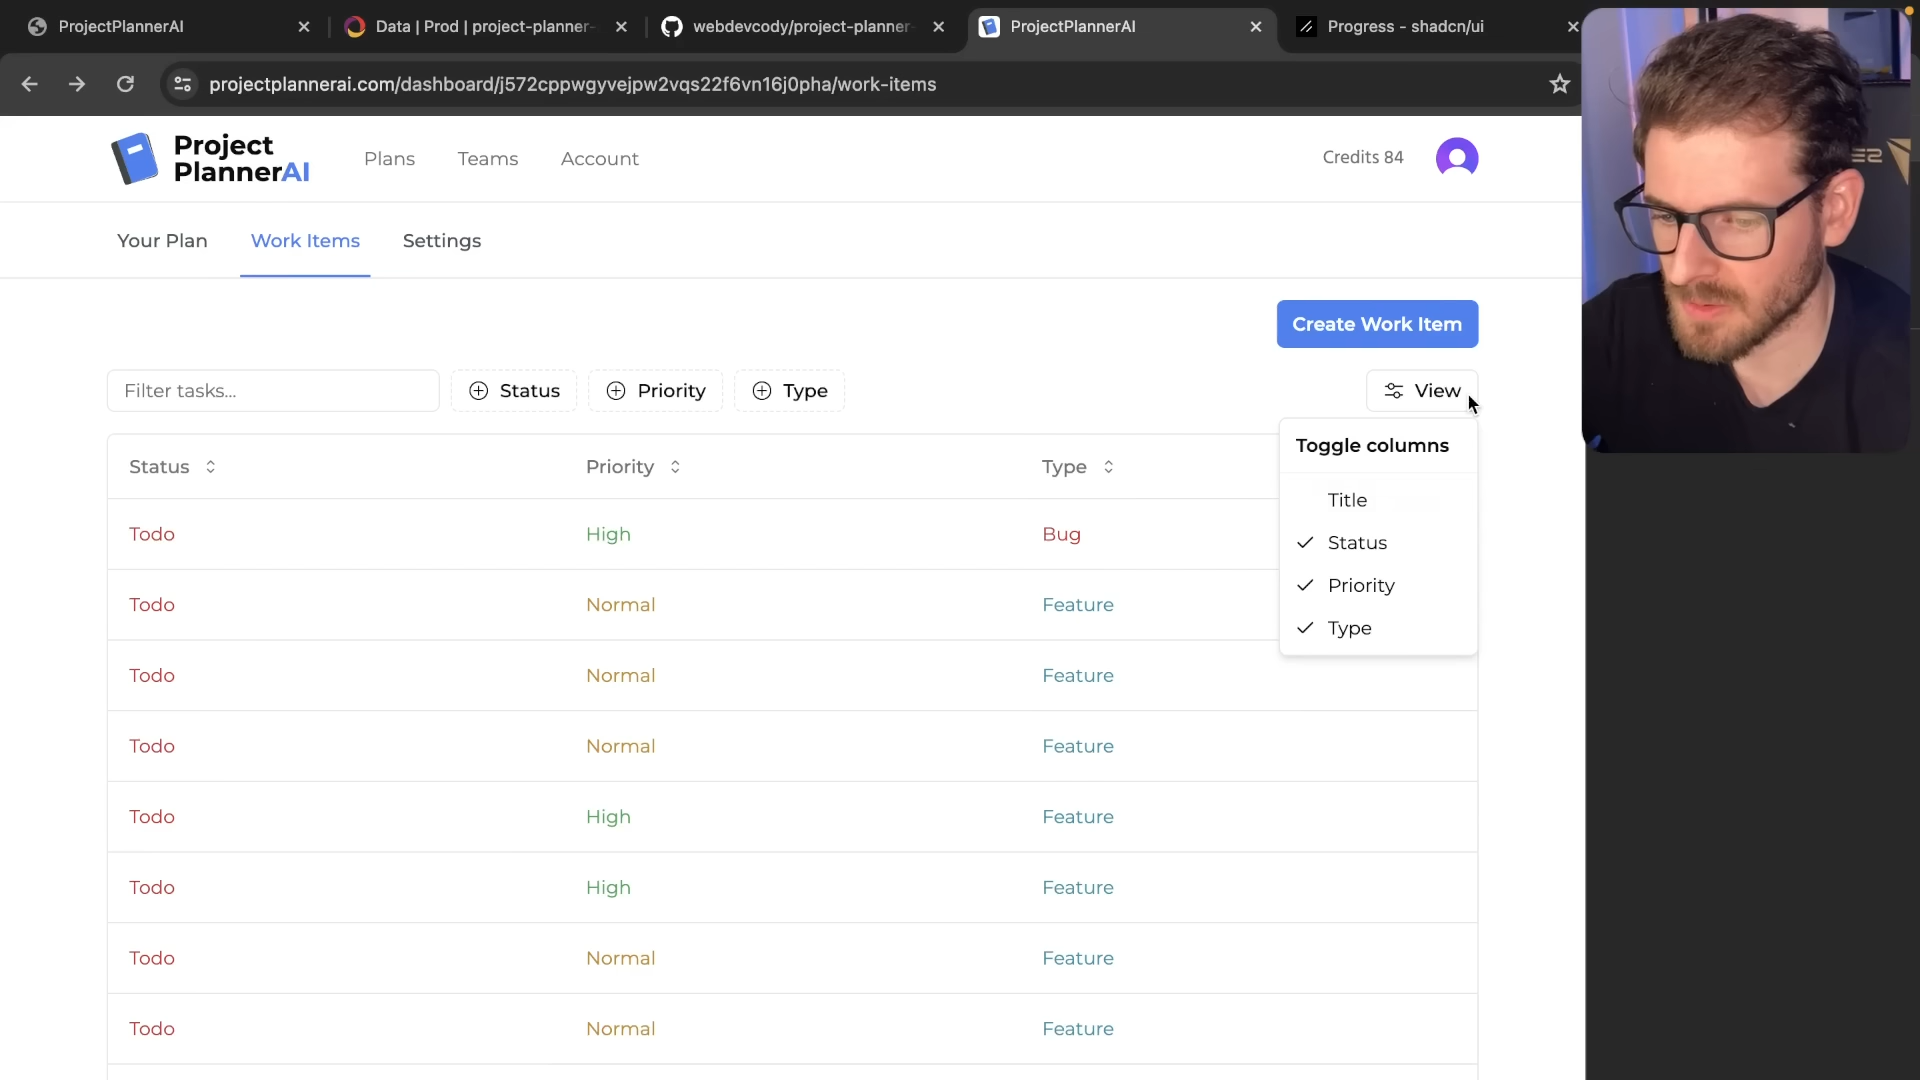 ProjectPlannerAI
Data | Prod | project-planner-
webdevcody/project-planner-
ProjectPlannerAI
Progress - shadcn/ui
projectplannerai.com/dashboard/j572cppwgyvejpw2vqs22f6vn16j0pha/work-items
Project
PlannerAI
Plans
Teams
Account
Credits 84
Your Plan
Work Items
Settings
Create Work Item
Filter tasks...
Status
Priority
Type
View
Toggle columns
Title
Status
Priority
Type
Status Priority Type
Todo High Bug
Todo Normal Feature
Todo Normal Feature
Todo Normal Feature
Todo High Feature
Todo High Feature
Todo Normal Feature
Todo Normal Feature